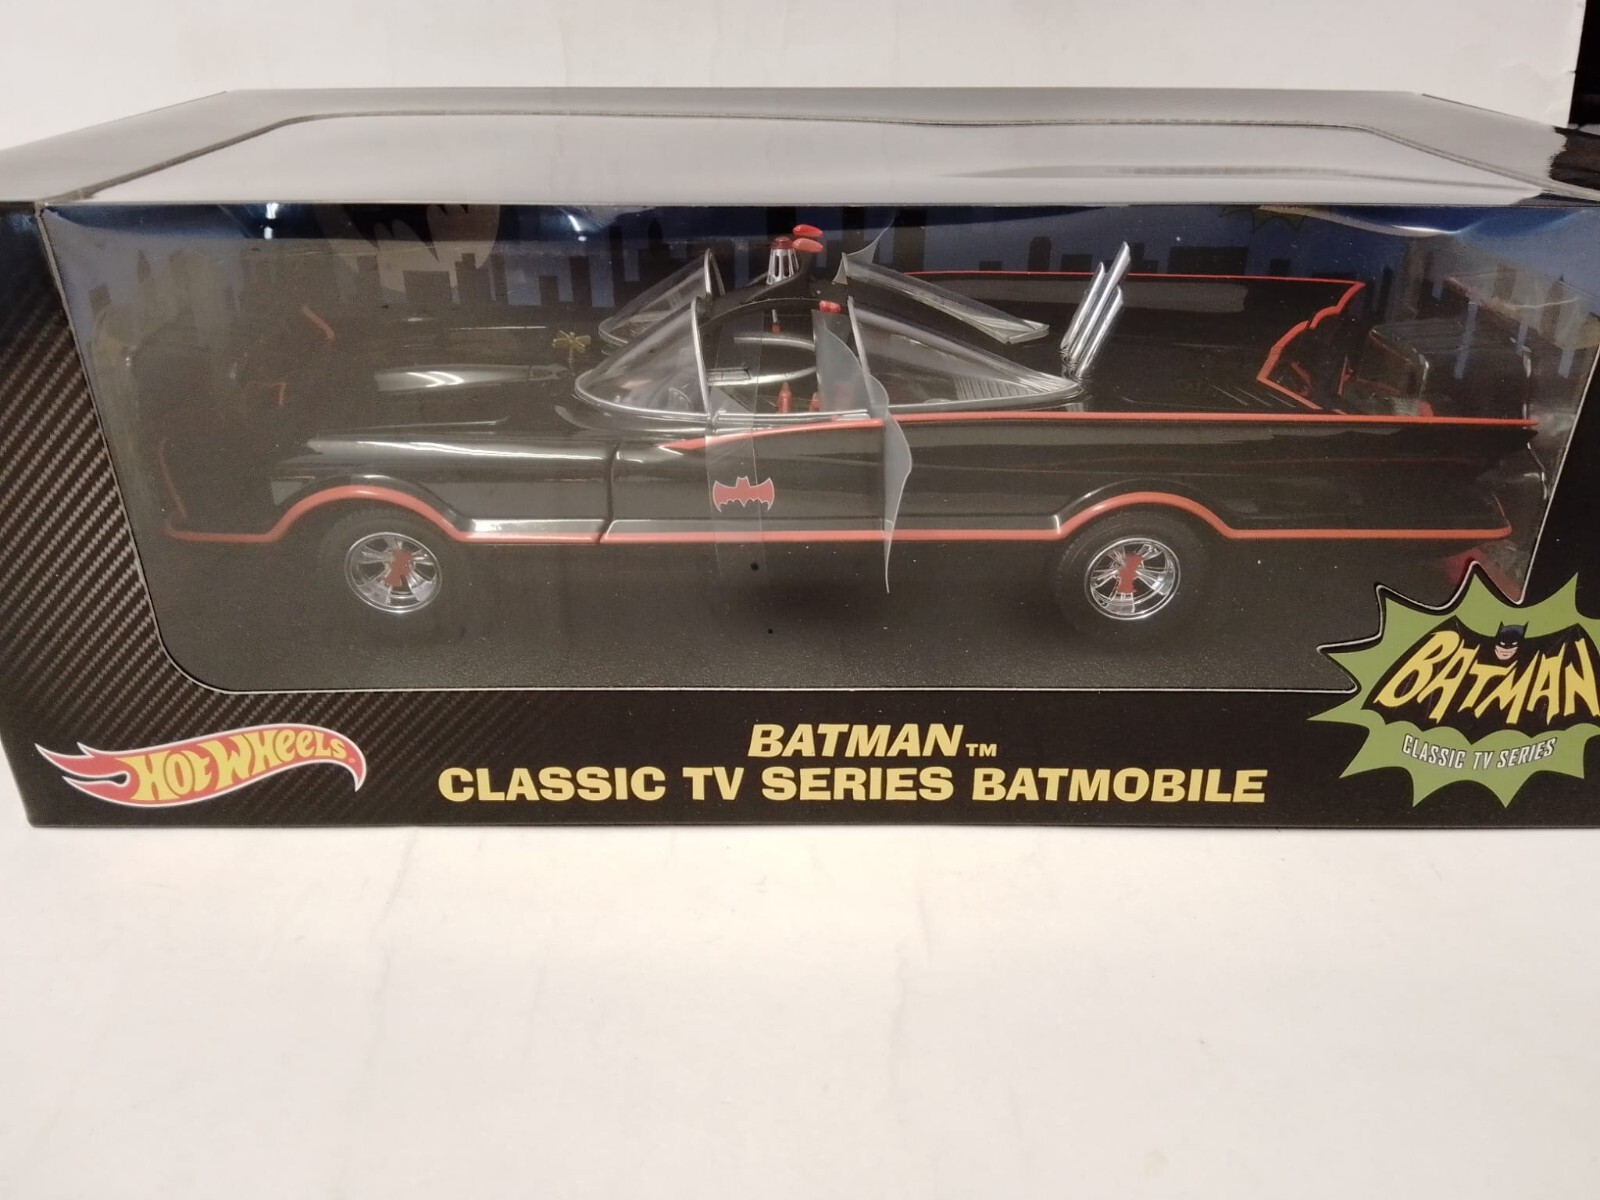 HOT WHEELS
BATMAN™
CLASSIC TV SERIES BATMOBILE
BATMAN
CLASSIC TV SERIES